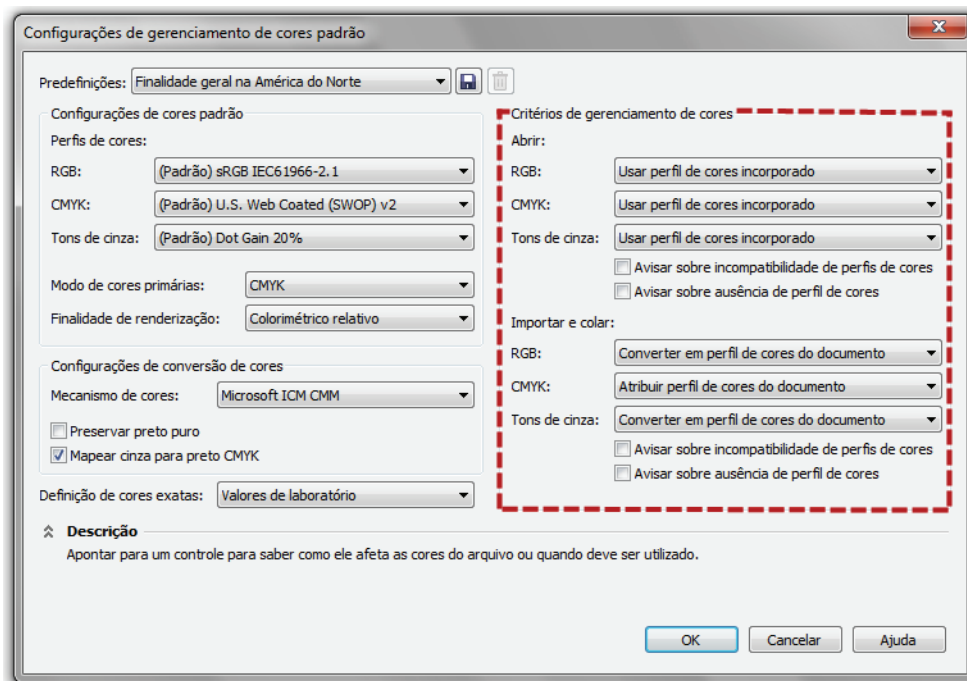 Configurações de gerenciamento de cores padrão
Predefinições: Finalidade geral na América do Norte
Configurações de cores padrão
Perfis de cores:
RGB: (Padrão) sRGB IEC61966-2.1
CMYK: (Padrão) U.S. Web Coated (SWOP) v2
Tons de cinza: (Padrão) Dot Gain 20%
Modo de cores primárias: CMYK
Finalidade de renderização: Colorimétrico relativo
Configurações de conversão de cores
Mecanismo de cores: Microsoft ICM CMM
Preservar preto puro
Mapear cinza para preto CMYK
Definição de cores exatas: Valores de laboratório
Critérios de gerenciamento de cores
Abrir:
RGB: Usar perfil de cores incorporado
CMYK: Usar perfil de cores incorporado
Tons de cinza: Usar perfil de cores incorporado
Avisar sobre incompatibilidade de perfis de cores
Avisar sobre ausência de perfil de cores
Importar e colar:
RGB: Converter em perfil de cores do documento
CMYK: Atribuir perfil de cores do documento
Tons de cinza: Converter em perfil de cores do documento
Avisar sobre incompatibilidade de perfis de cores
Avisar sobre ausência de perfil de cores
Descrição
Apontar para um controle para saber como ele afeta as cores do arquivo ou quando deve ser utilizado.
OK Cancelar Ajuda